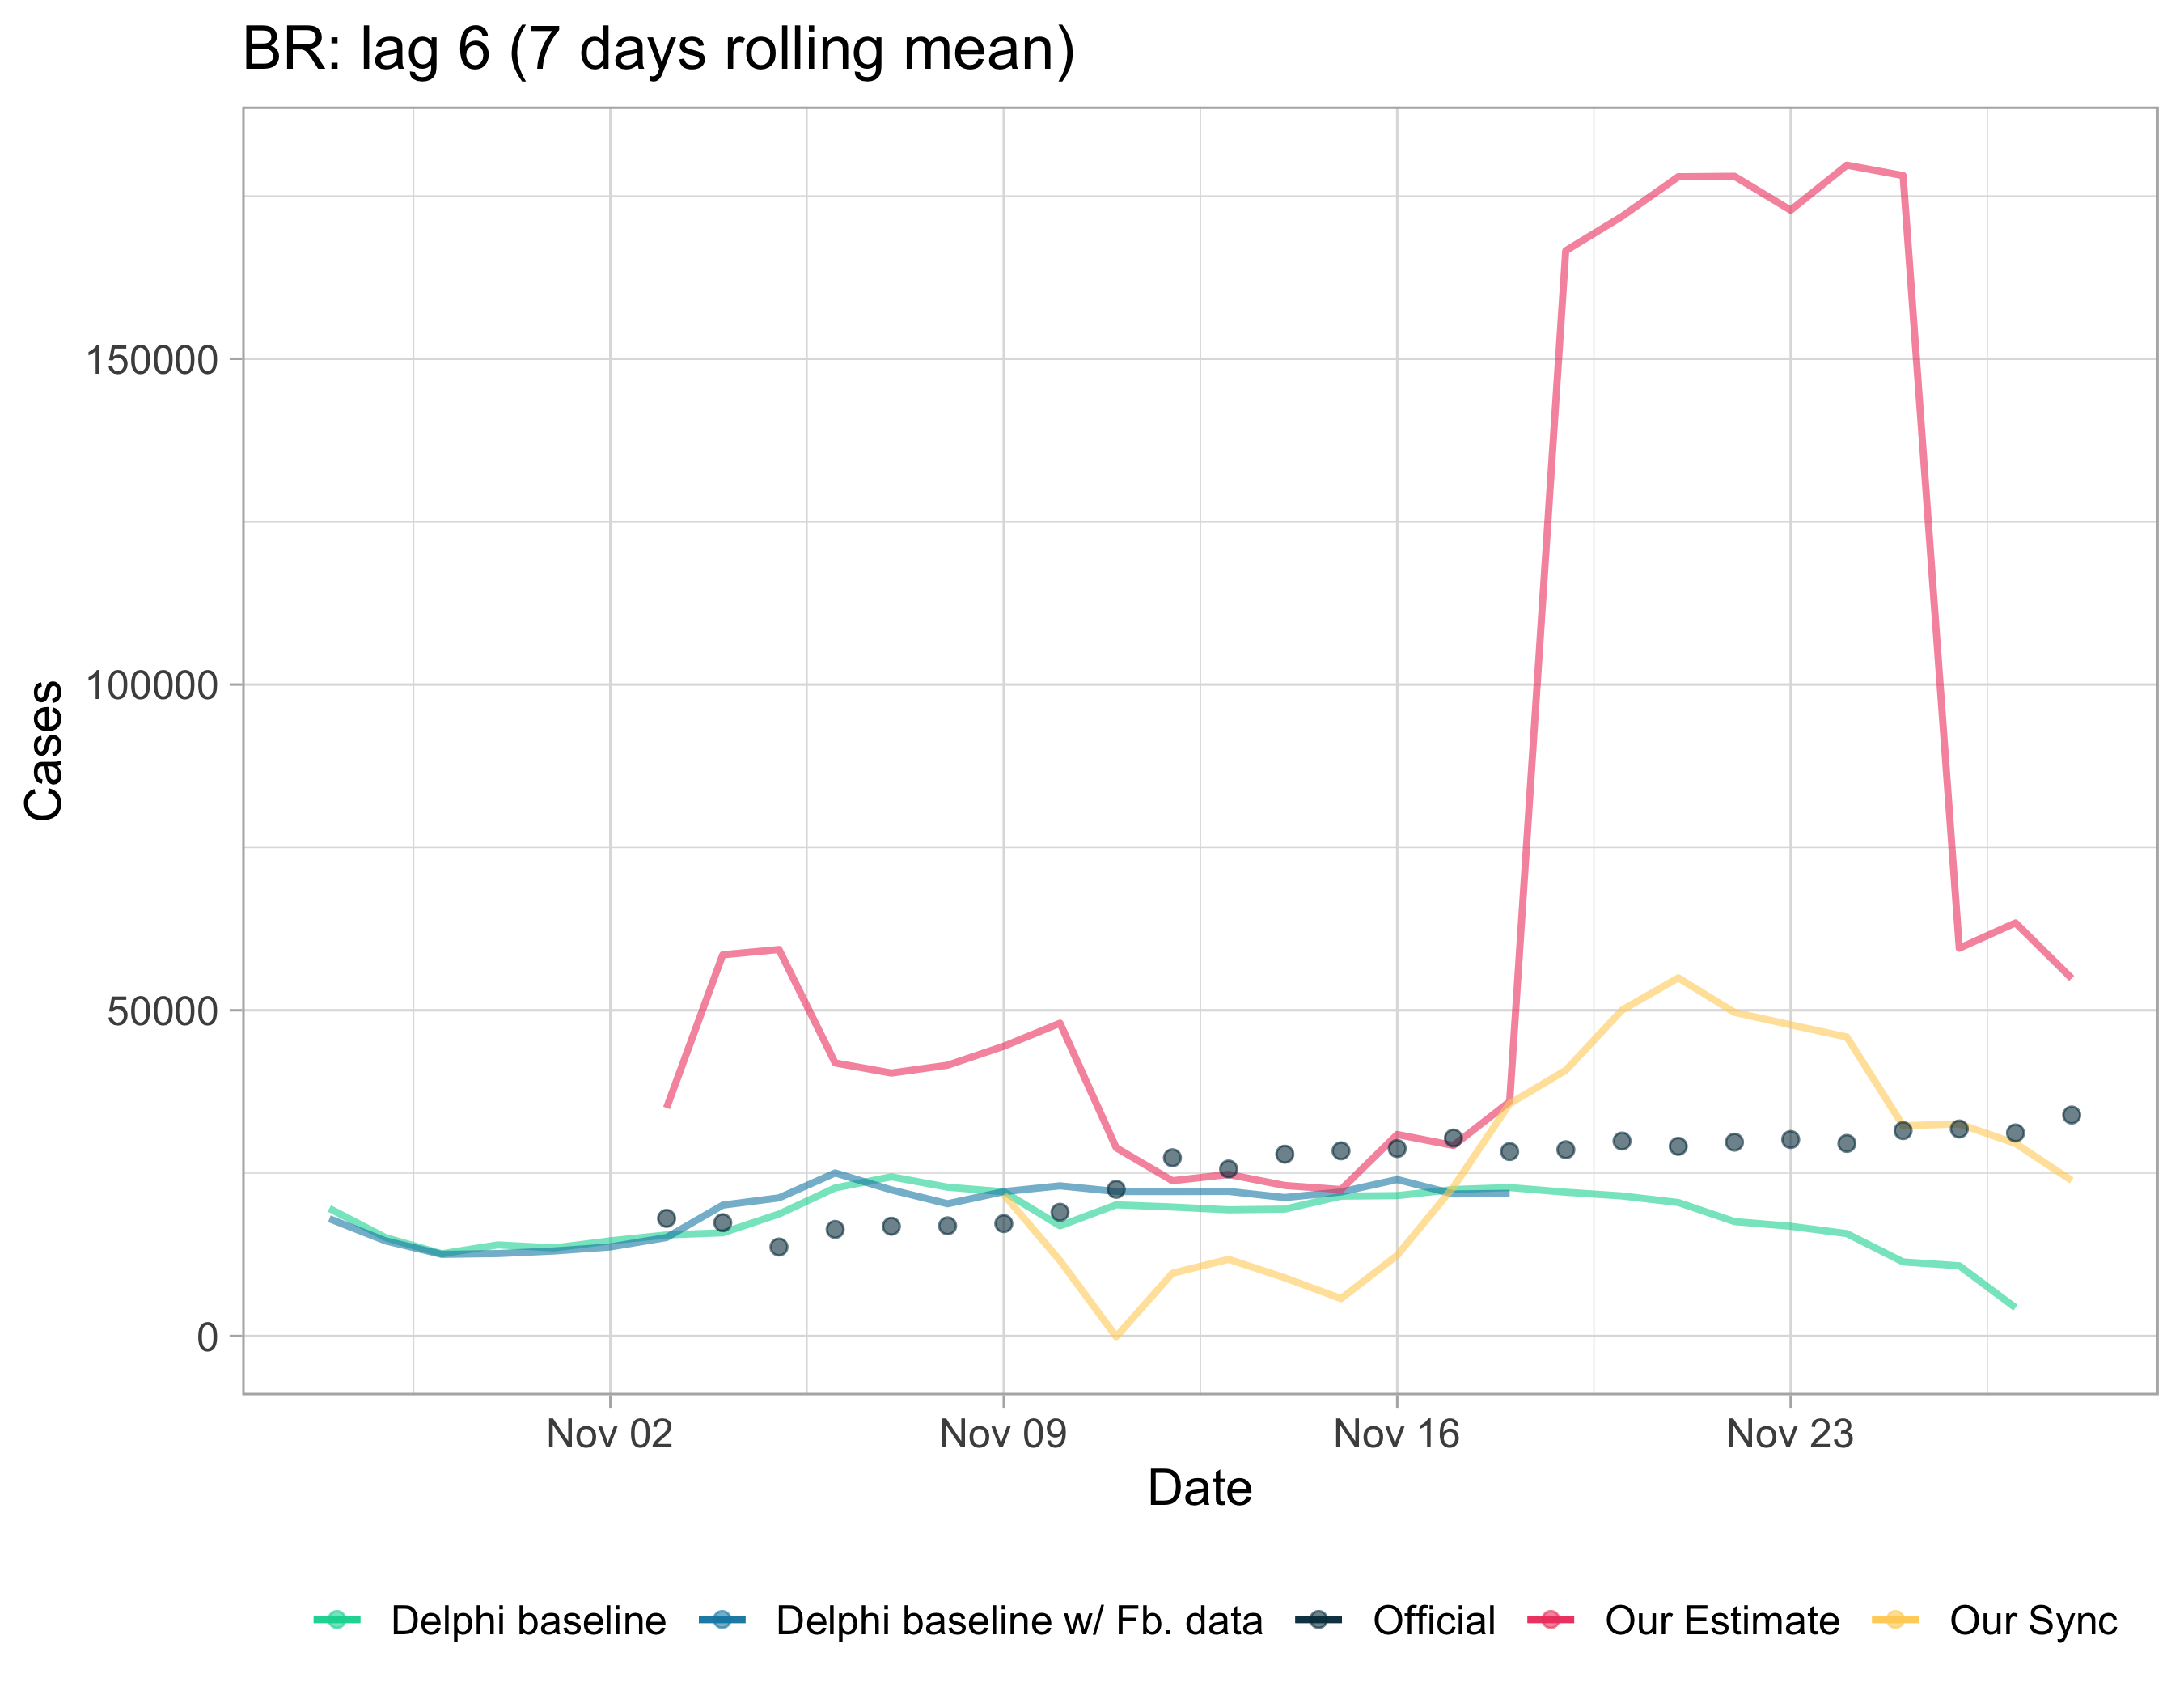 BR: lag 6 (7 days rolling mean)
Cases
150000
100000
50000
0
Nov 02 Nov 09 Nov 16 Nov 23
Date
Delphi baseline Delphi baseline w/ Fb. data Official Our Estimate Our Sync